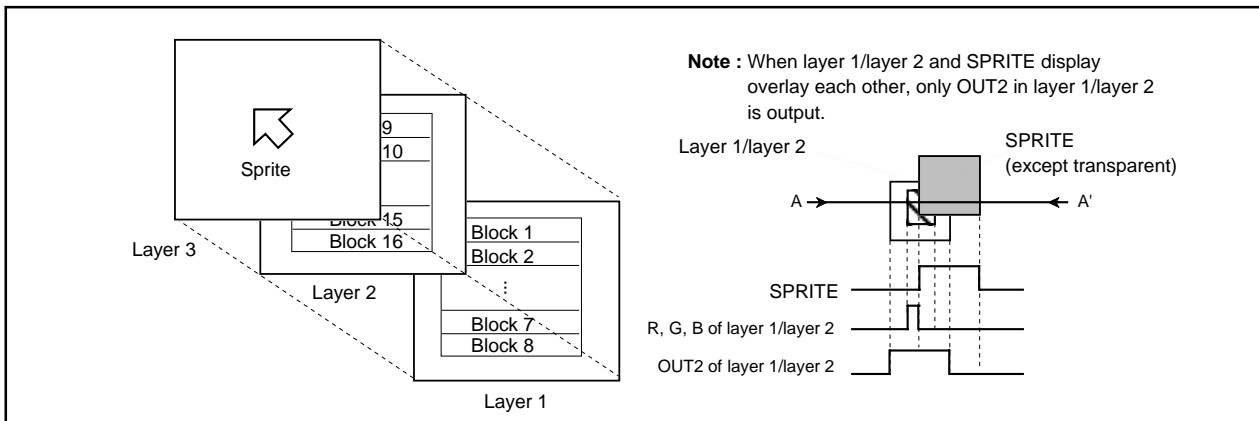 Sprite
Layer 3
9
10
Block 15
Block 16
Layer 2
Block 1
Block 2
⋮
Block 7
Block 8
Layer 1
Note : When layer 1/layer 2 and SPRITE display
overlay each other, only OUT2 in layer 1/layer 2
is output.
Layer 1/layer 2
SPRITE
(except transparent)
A
A'
SPRITE
R, G, B of layer 1/layer 2
OUT2 of layer 1/layer 2